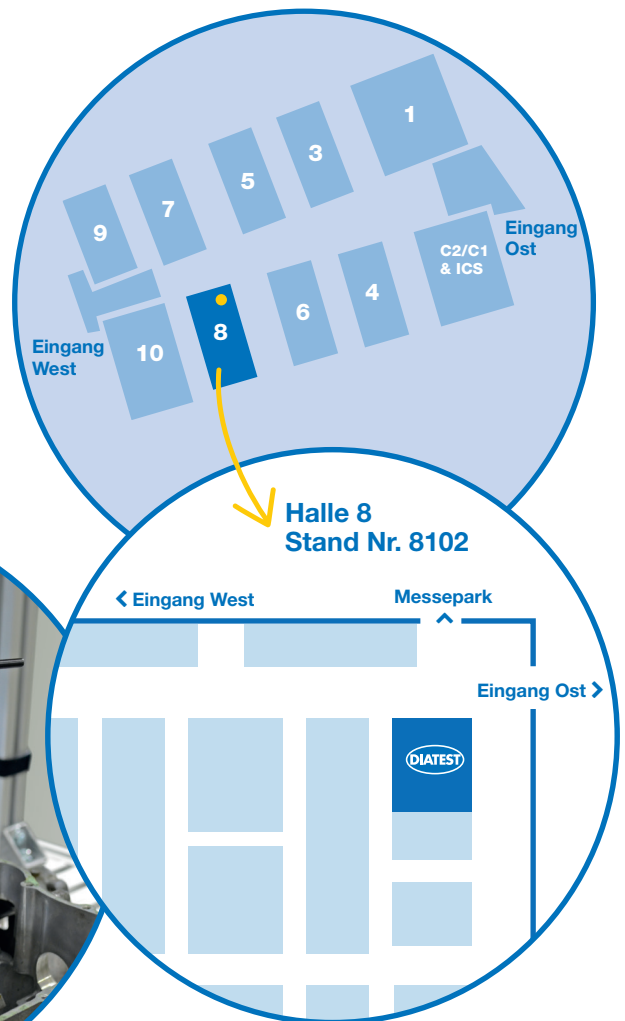 1
3
5
7
9
Eingang
Ost
C2/C1
& ICS
4
6
8
10
Eingang
West
Halle 8
Stand Nr. 8102
Eingang West
Messepark
Eingang Ost
DIATEST